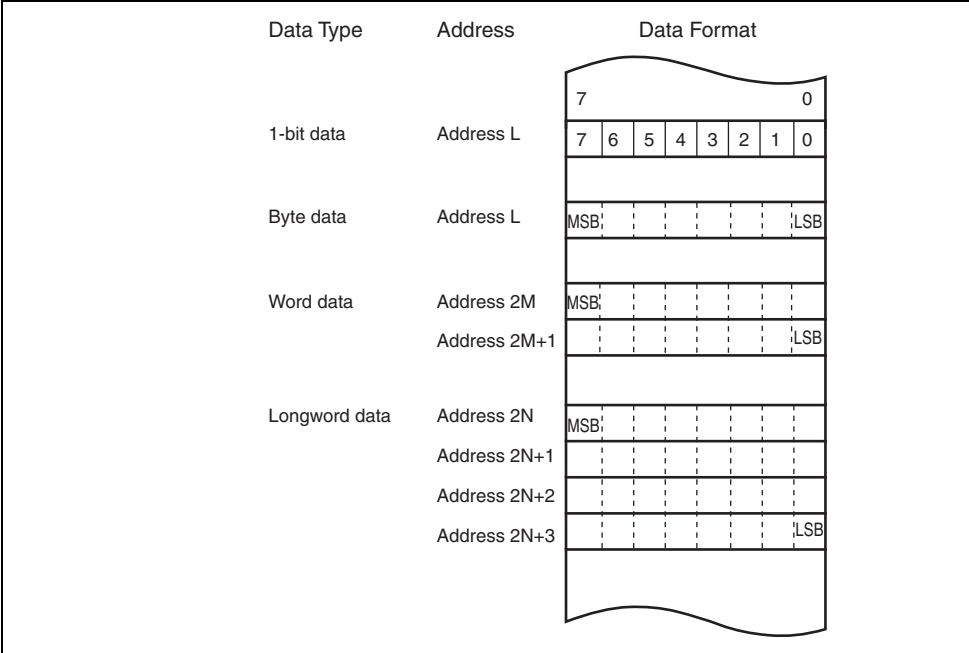 Data Type Address Data Format
7 0
1-bit data Address L 7 6 5 4 3 2 1 0
Byte data Address L MSB LSB
Word data Address 2M MSB
Address 2M+1 LSB
Longword data Address 2N MSB
Address 2N+1
Address 2N+2
Address 2N+3 LSB